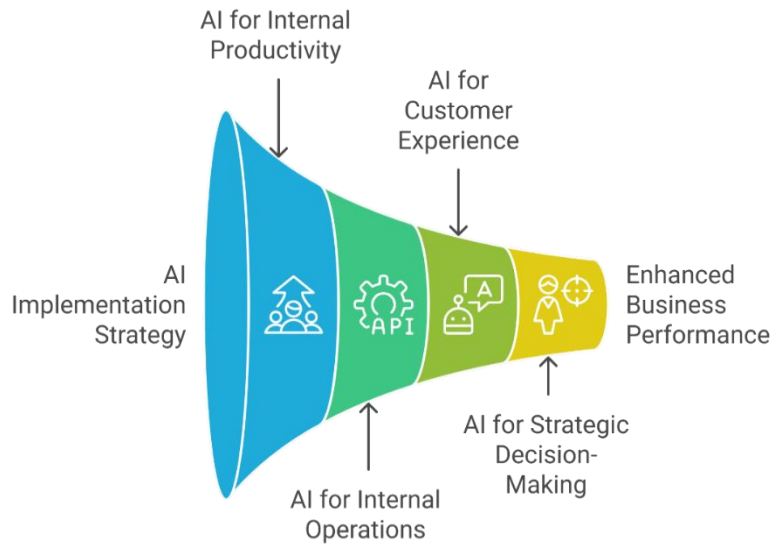 AI for Internal
Productivity
AI for
Customer
Experience
AI
Implementation
Strategy
API
A
Enhanced
Business
Performance
AI for Strategic
Decision-
Making
AI for Internal
Operations